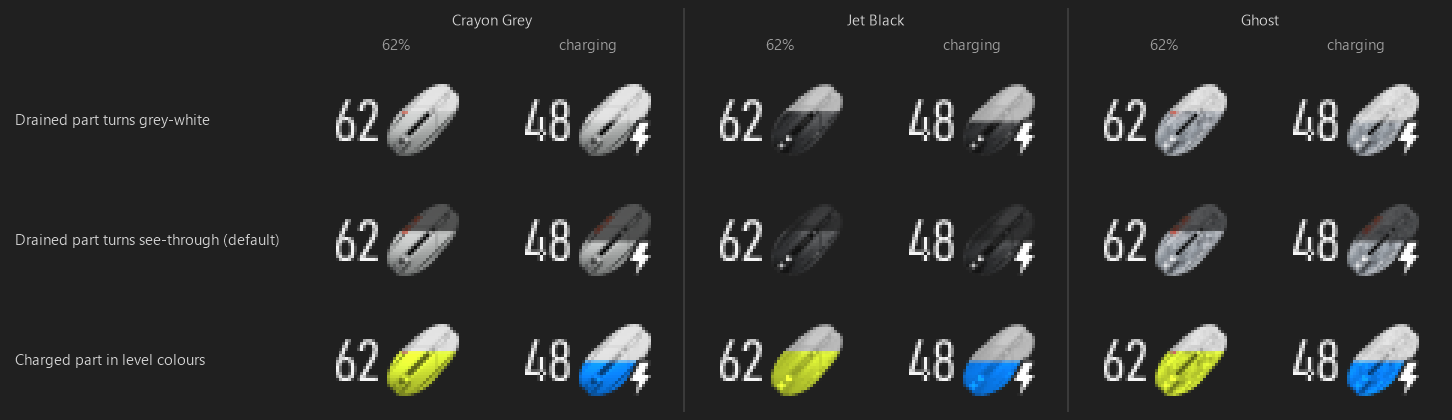 Crayon Grey Jet Black Ghost
62% charging 62% charging 62% charging
Drained part turns grey-white 62 48 62 48 62 48
Drained part turns see-through (default) 62 48 62 48 62 48
Charged part in level colours 62 48 62 48 62 48